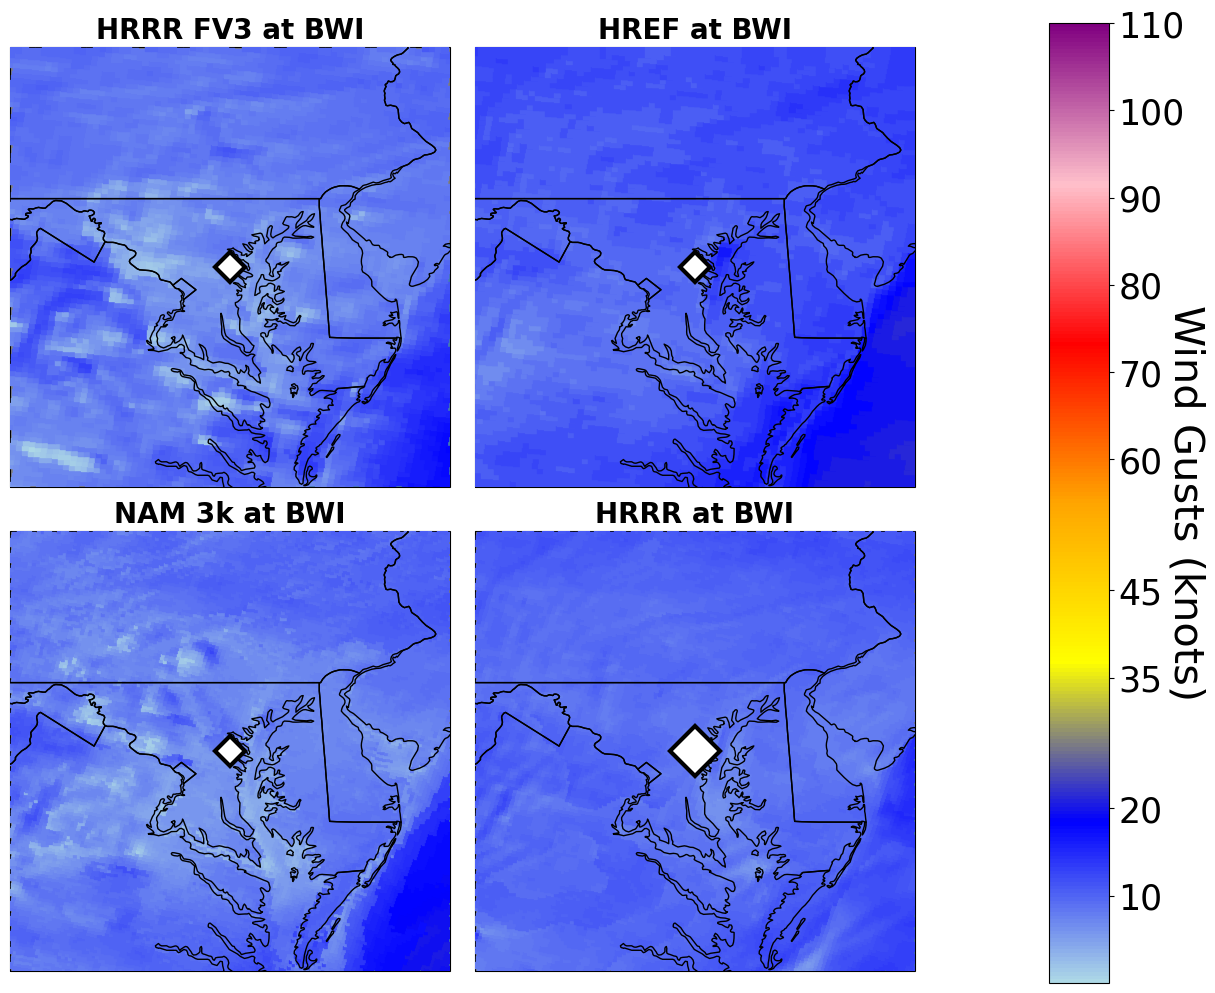 HRRR FV3 at BWI
HREF at BWI
NAM 3k at BWI
HRRR at BWI
110
100
90
80
70
60
45
35
20
10
Wind Gusts (knots)